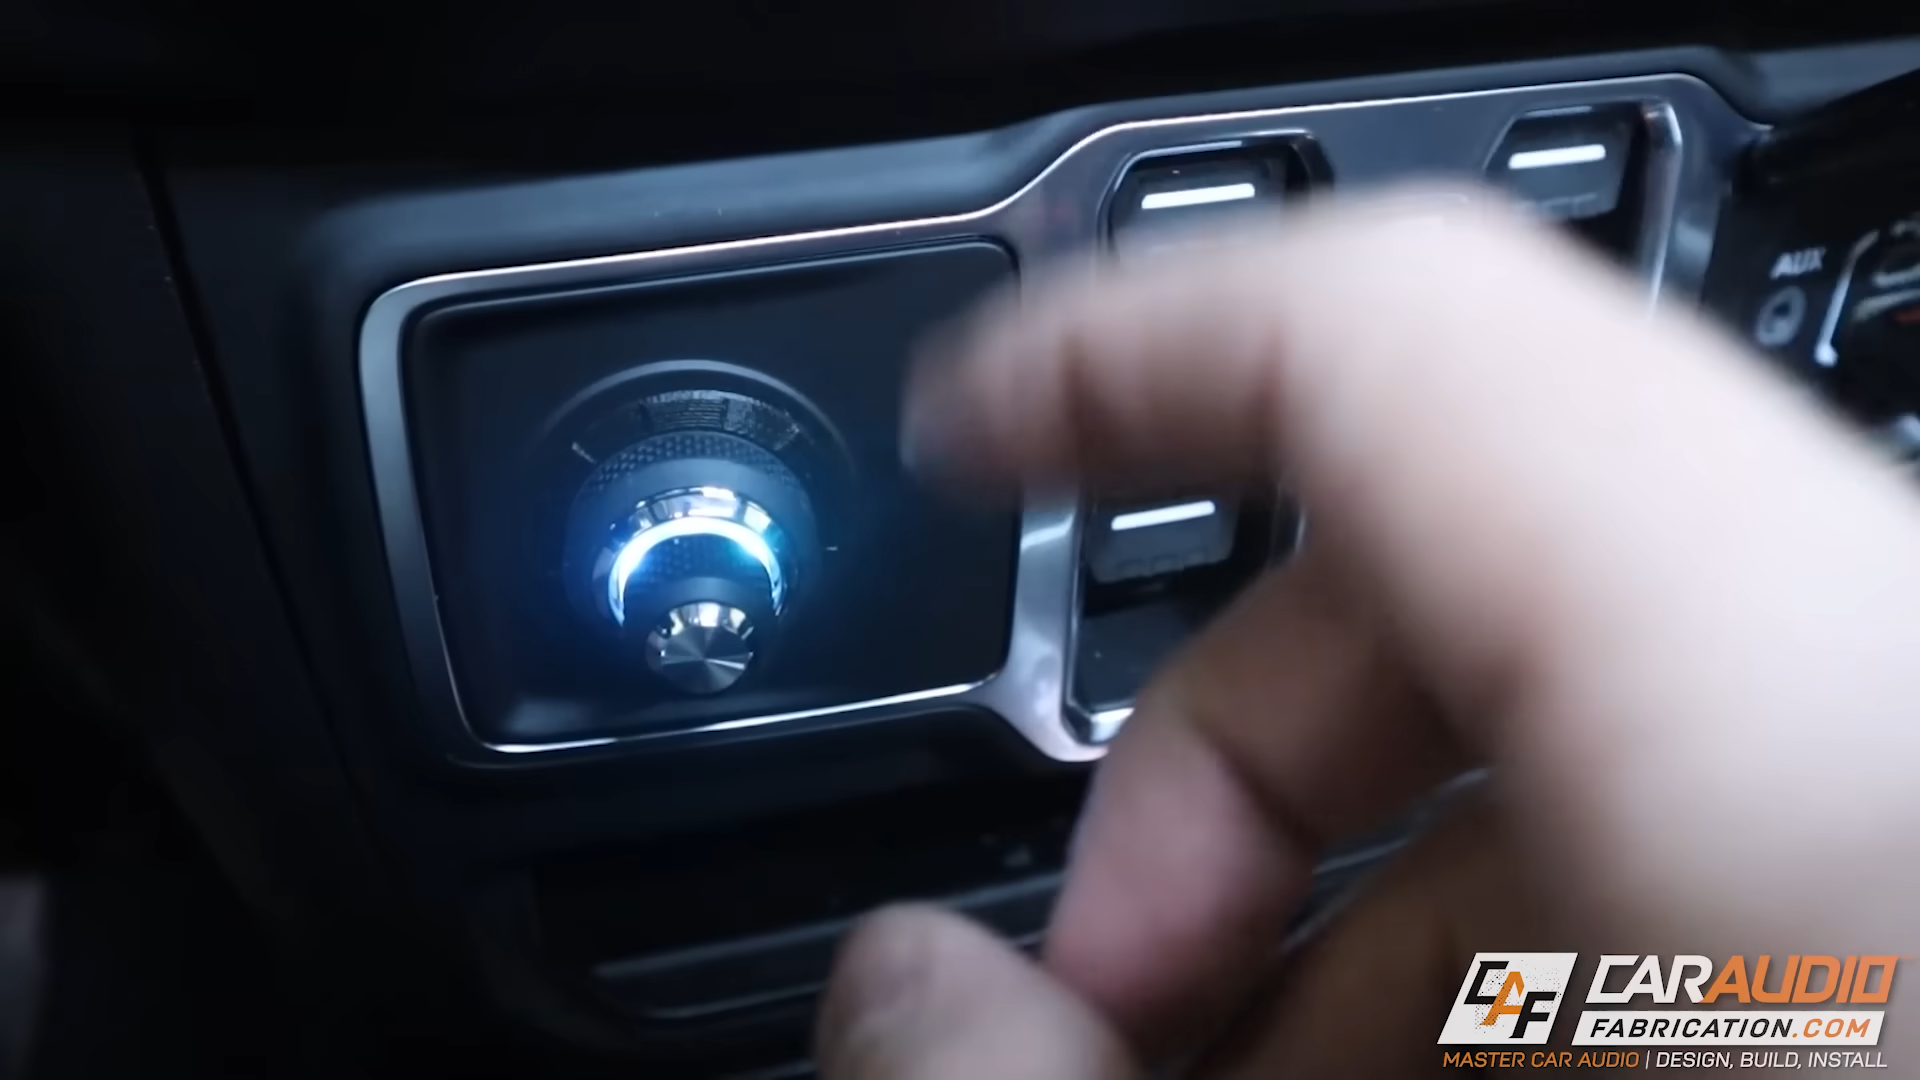 AUX
CAF
CARAUDIO
FABRICATION.COM
MASTER CAR AUDIO | DESIGN, BUILD, INSTALL